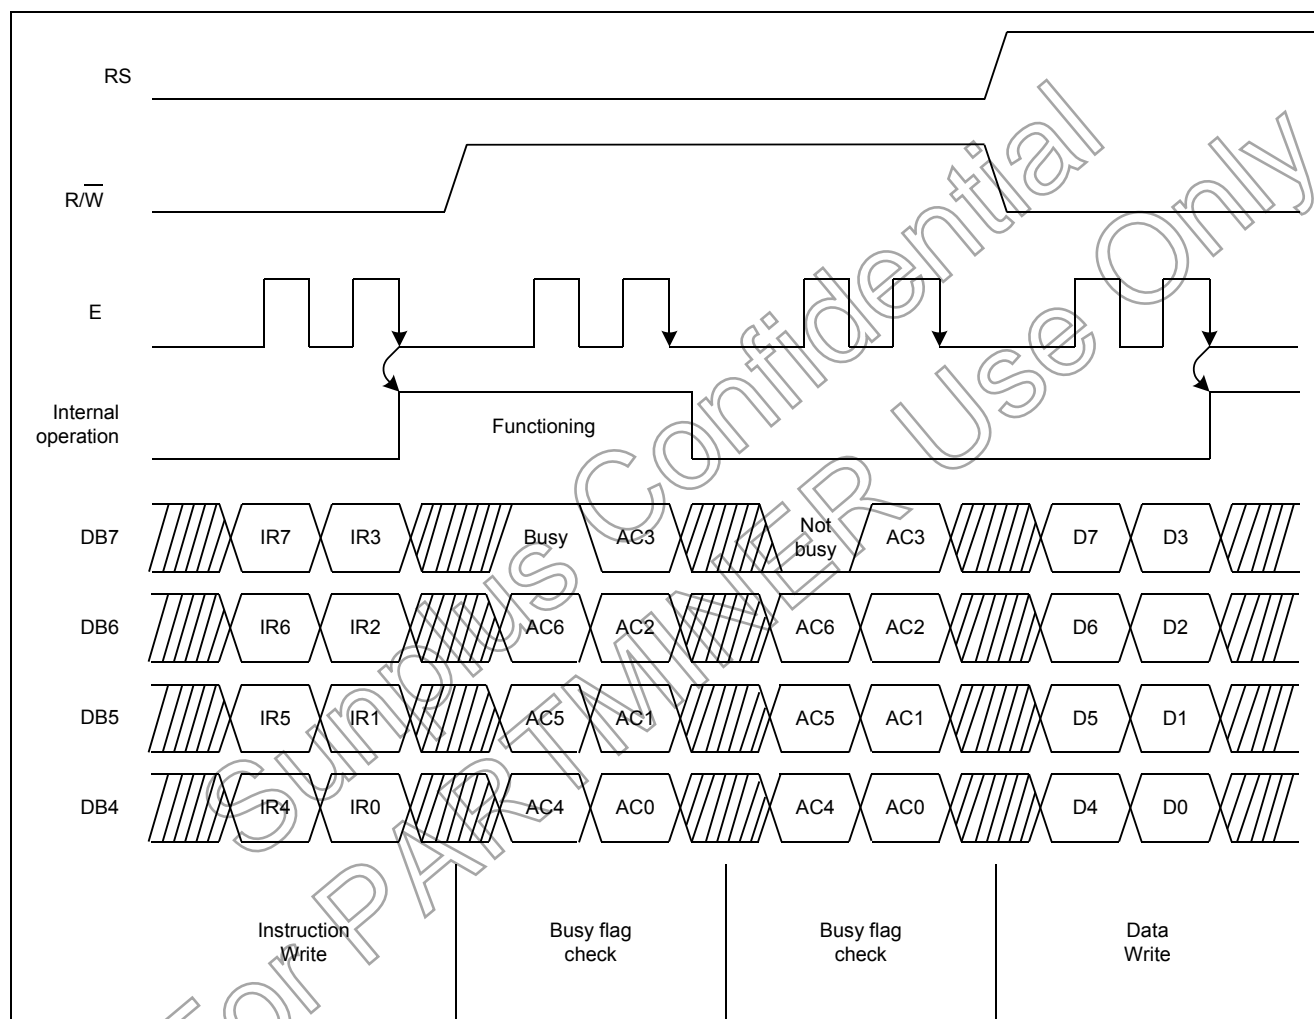 RS
R/W
E
Internal
operation
Functioning
DB7 IR7 IR3 Busy AC3 Not busy AC3 D7 D3
DB6 IR6 IR2 AC6 AC2 AC6 AC2 D6 D2
DB5 IR5 IR1 AC5 AC1 AC5 AC1 D5 D1
DB4 IR4 IR0 AC4 AC0 AC4 AC0 D4 D0
Instruction
Write
Busy flag
check
Busy flag
check
Data
Write
Sunplus Confidential
For PARTMINER Use Only